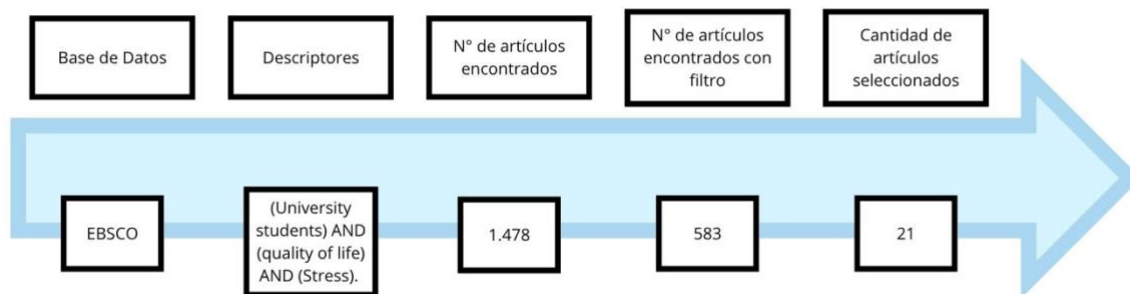 Base de Datos
Descriptores
N° de artículos
encontrados
N° de artículos
encontrados con
filtro
Cantidad de
artículos
seleccionados
EBSCO
(University
students) AND
(quality of life)
AND (Stress).
1.478
583
21